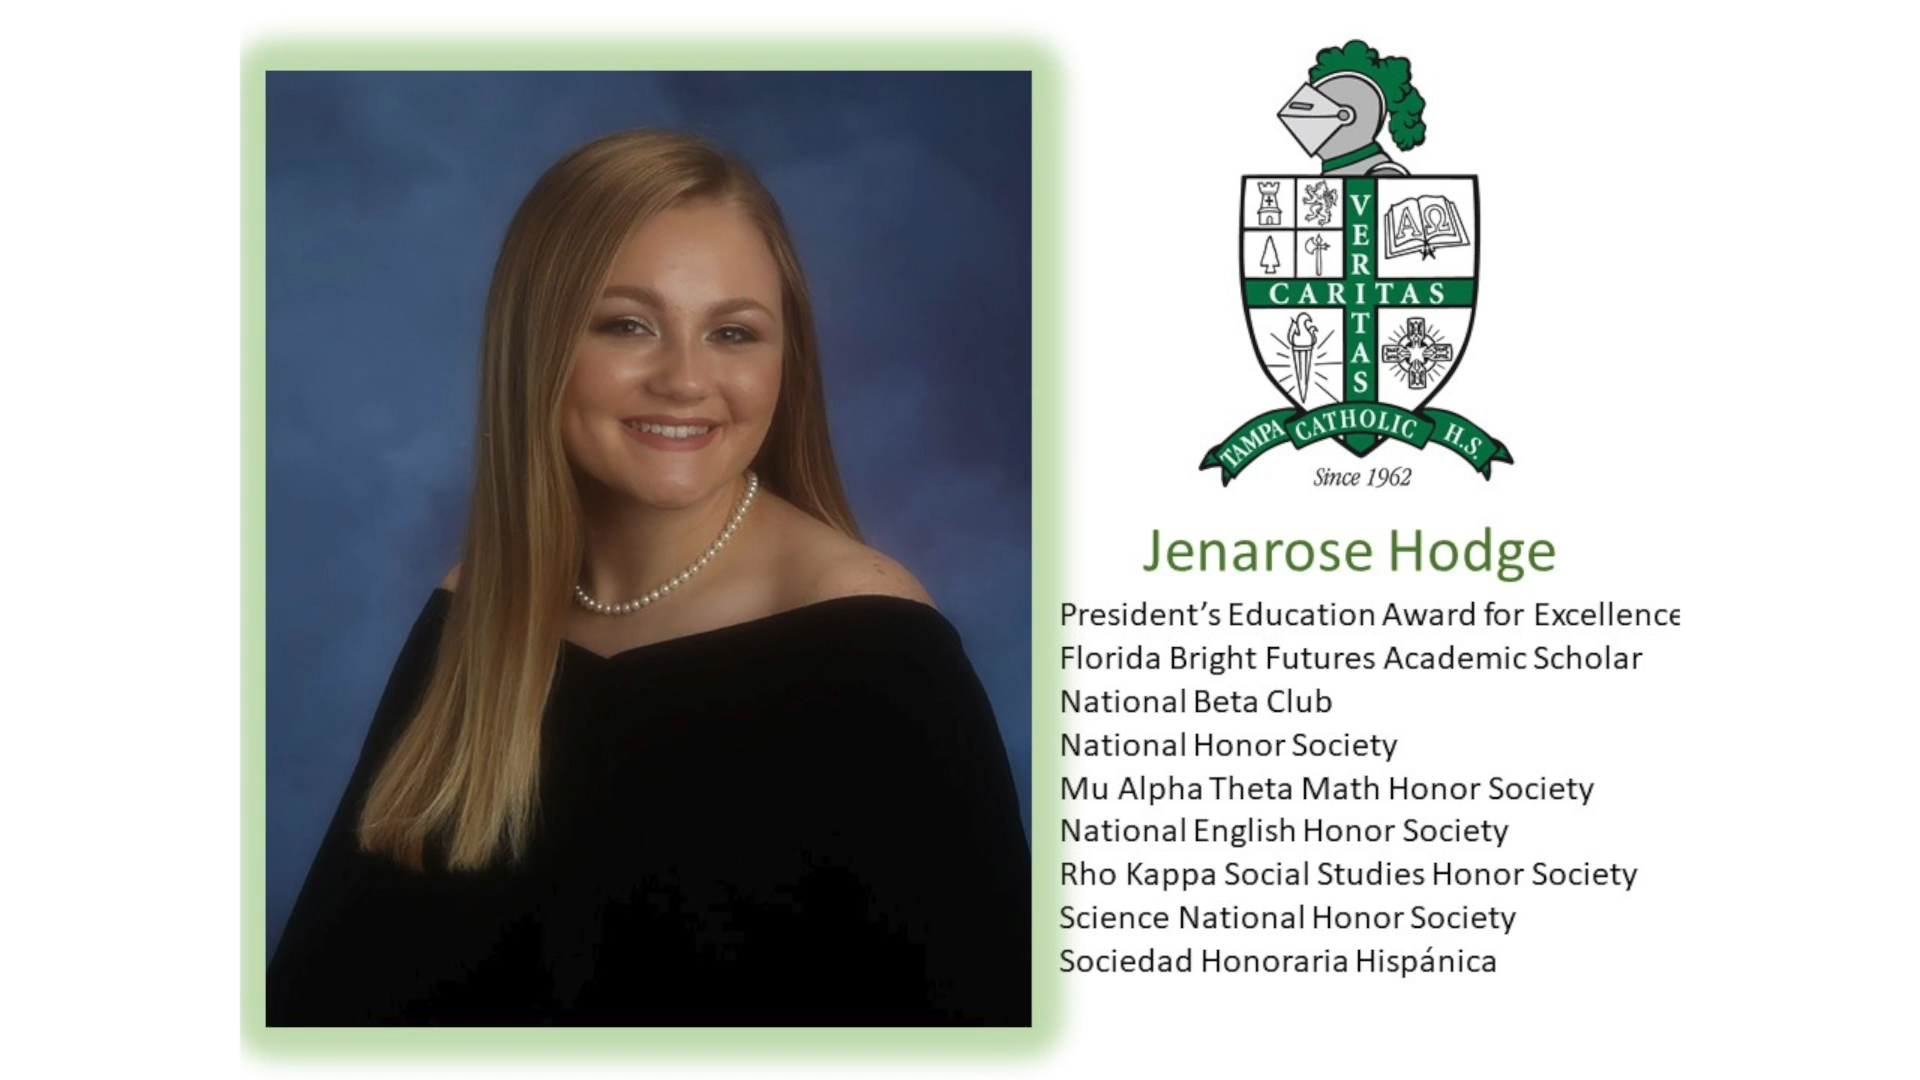 VERITAS
CARITAS
ΑΩ
TAMPA CATHOLIC H.S.
Since 1962
Jenarose Hodge
President’s Education Award for Excellence
Florida Bright Futures Academic Scholar
National Beta Club
National Honor Society
Mu Alpha Theta Math Honor Society
National English Honor Society
Rho Kappa Social Studies Honor Society
Science National Honor Society
Sociedad Honoraria Hispánica